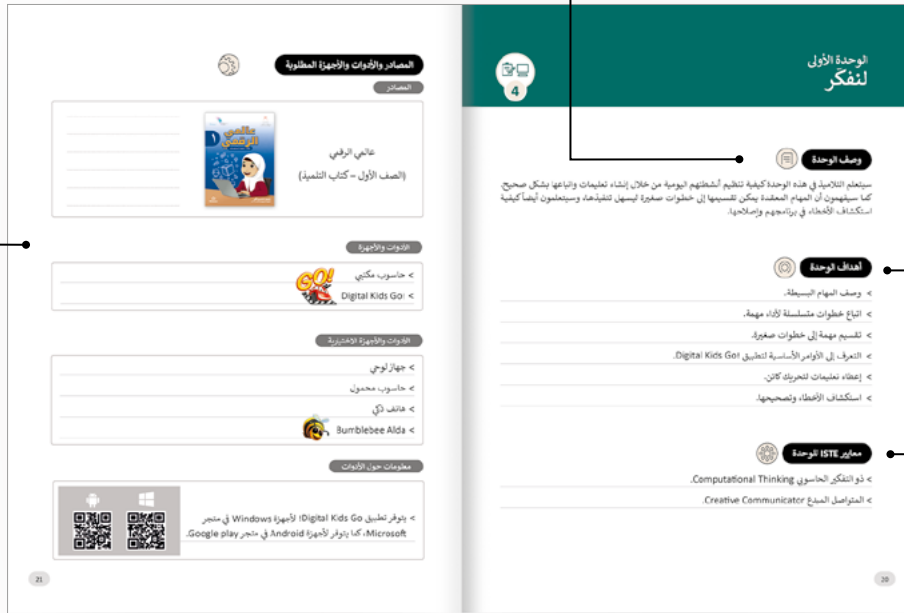 الوحدة الأولى
لنفكّر
4
وصف الوحدة
سيتعلم التلاميذ في هذه الوحدة كيفية تنظيم أنشطتهم اليومية من خلال إنشاء تعليمات واتباعها بشكل صحيح.
كما سيفهمون أن المهام المعقدة يمكن تقسيمها إلى خطوات صغيرة ليسهل تنفيذها، وسيتعلمون أيضاً كيفية
استكشاف الأخطاء في برنامجهم وإصلاحها.
أهداف الوحدة
> وصف المهام البسيطة.
> اتباع خطوات متسلسلة لأداء مهمة.
> تقسيم مهمة إلى خطوات صغيرة.
> التعرف إلى الأوامر الأساسية لتطبيق Digital Kids Go!.
> إعطاء تعليمات لتحريك كائن.
> استكشاف الأخطاء وتصحيحها.
معايير ISTE للوحدة
> ذو التفكير الحاسوبي Computational Thinking.
> المتواصل المبدع Creative Communicator.
20
المصادر والأدوات والأجهزة المطلوبة
المصادر
عالمي الرقمي
(الصف الأول – كتاب التلميذ)
عالمي
الرقمي
١
الأدوات والأجهزة
> حاسوب مكتبي
> Digital Kids Go!
GO!
الأدوات والأجهزة الاختيارية
> جهاز لوحي
> حاسوب محمول
> هاتف ذكي
> Bumblebee Alda
معلومات حول الأدوات
> يتوفر تطبيق Digital Kids Go! لأجهزة Windows في متجر
Microsoft، كما يتوفر لأجهزة Android في متجر Google play.
21